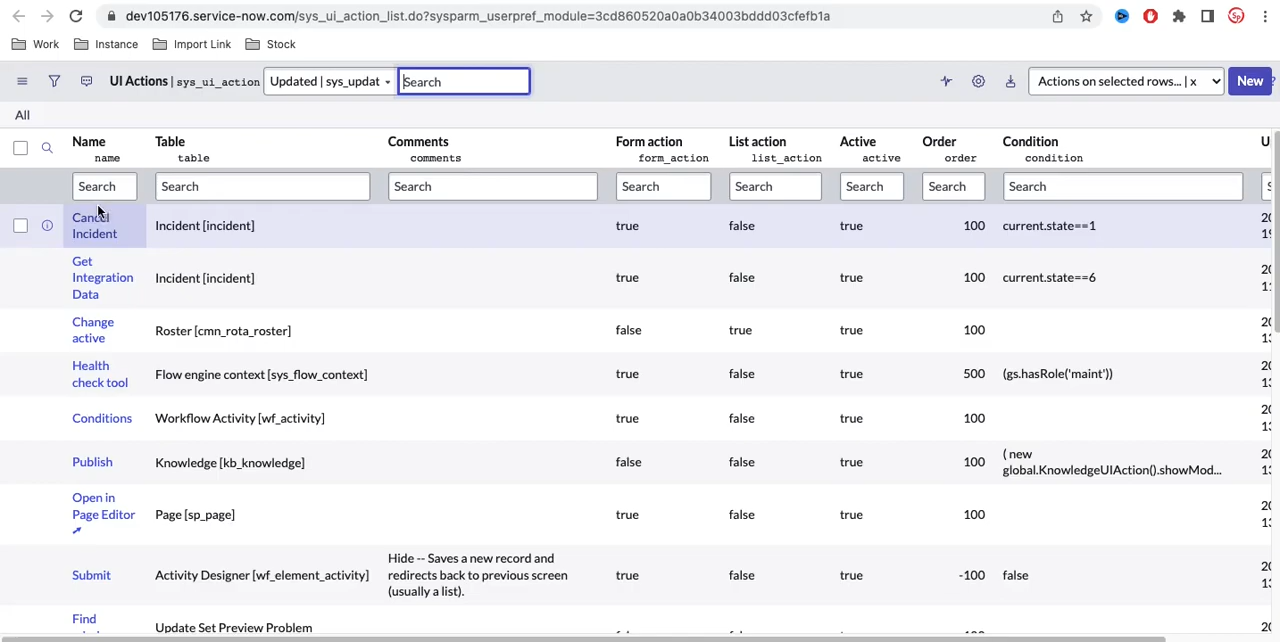 dev105176.service-now.com/sys_ui_action_list.do?sysparm_userpref_module=3cd860520a0a0b34003bddd03cfefb1a
Work Instance Import Link Stock
UI Actions | sys_ui_action Updated | sys_updat Search Actions on selected rows... | x New
All
Name Table Comments Form action List action Active Order Condition
name table comments form_action list_action active order condition
Search Search Search Search Search Search Search Search
Cancel
Incident Incident [incident] true false true 100 current.state==1
Get
Integration
Data Incident [incident] true false true 100 current.state==6
Change
active Roster [cmn_rota_roster] false true true 100
Health
check tool Flow engine context [sys_flow_context] true false true 500 (gs.hasRole('maint'))
Conditions Workflow Activity [wf_activity] true false true 100
Publish Knowledge [kb_knowledge] false false true 100 ( new
global.KnowledgeUIAction().showMod...
Open in
Page Editor
Page [sp_page] true false true 100
Hide -- Saves a new record and
redirects back to previous screen
(usually a list).
Submit Activity Designer [wf_element_activity] true false true -100 false
Find
Update Set Preview Problem